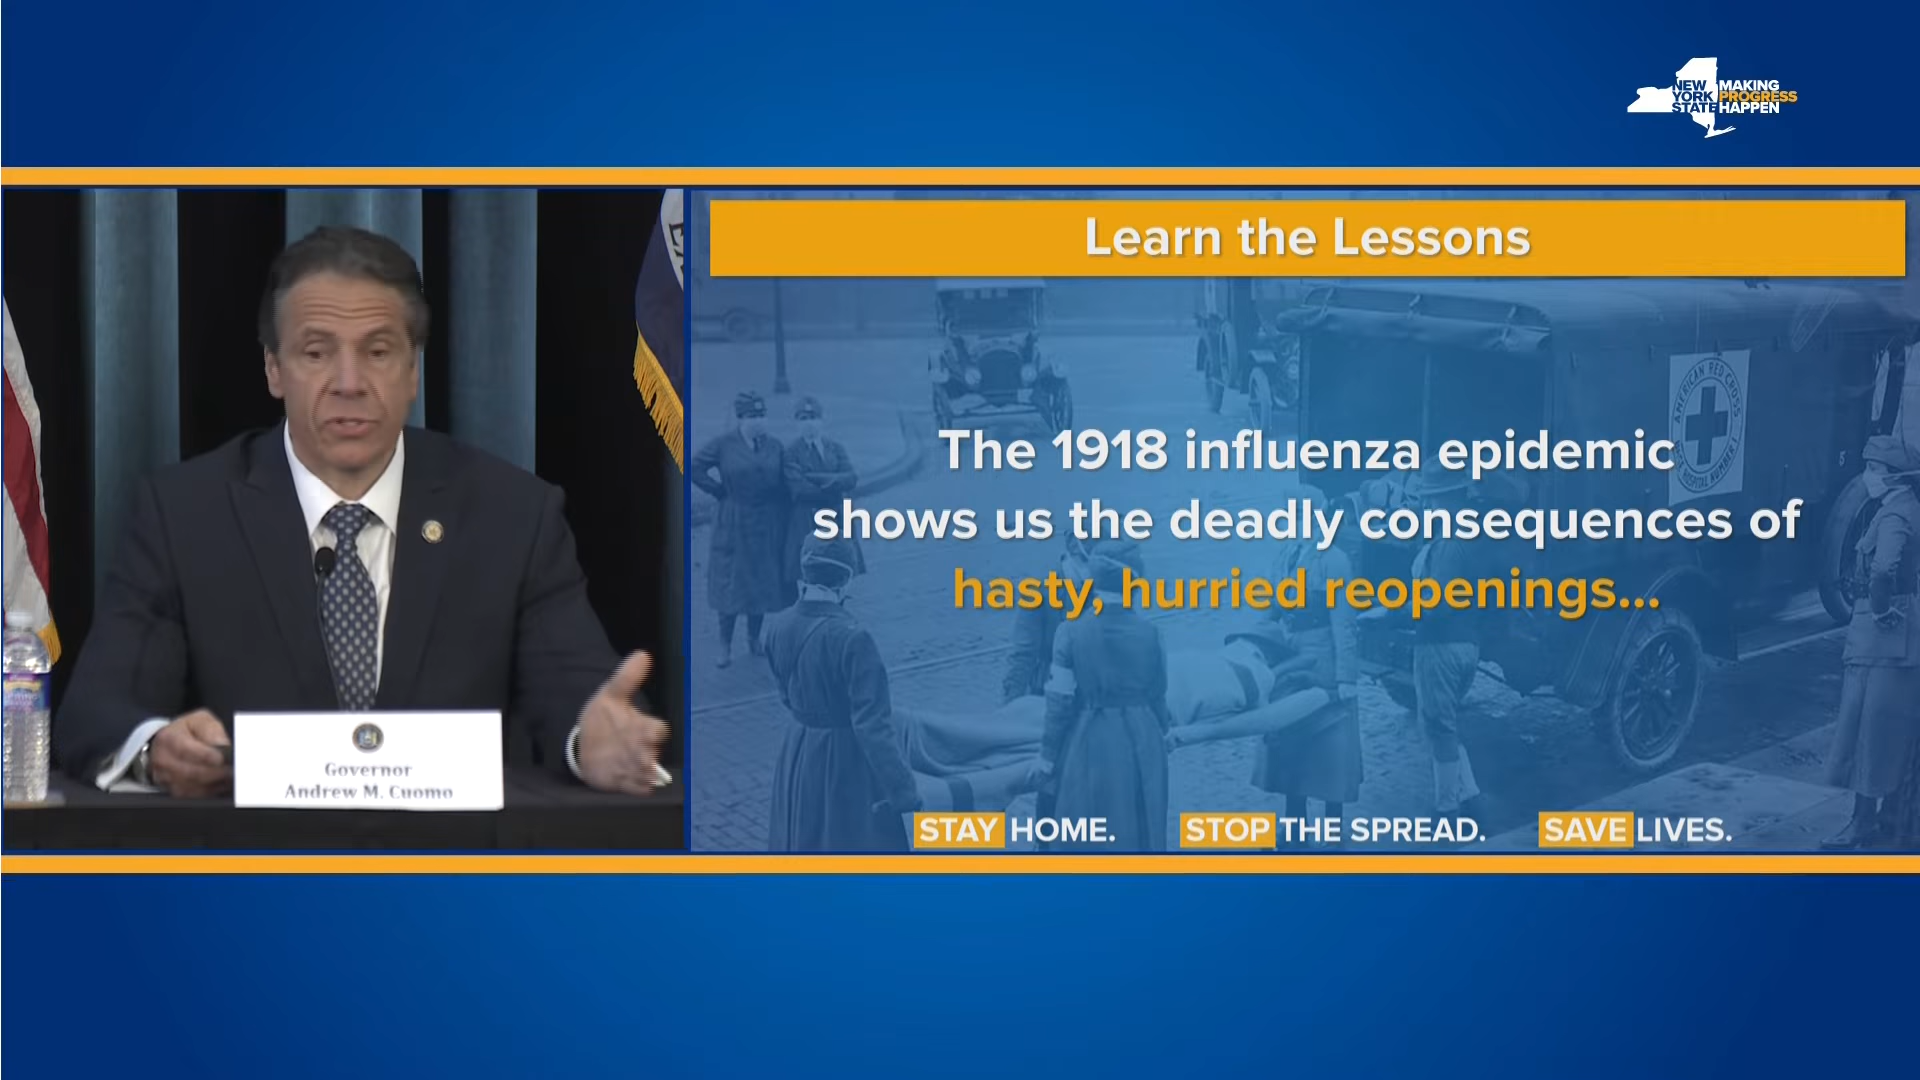 NEW
YORK
STATE
MAKING
PROGRESS
HAPPEN
Learn the Lessons
The 1918 influenza epidemic
shows us the deadly consequences of
hasty, hurried reopenings...
AMERICAN RED CROSS
STAY HOME. STOP THE SPREAD. SAVE LIVES.
Governor
Andrew M. Cuomo